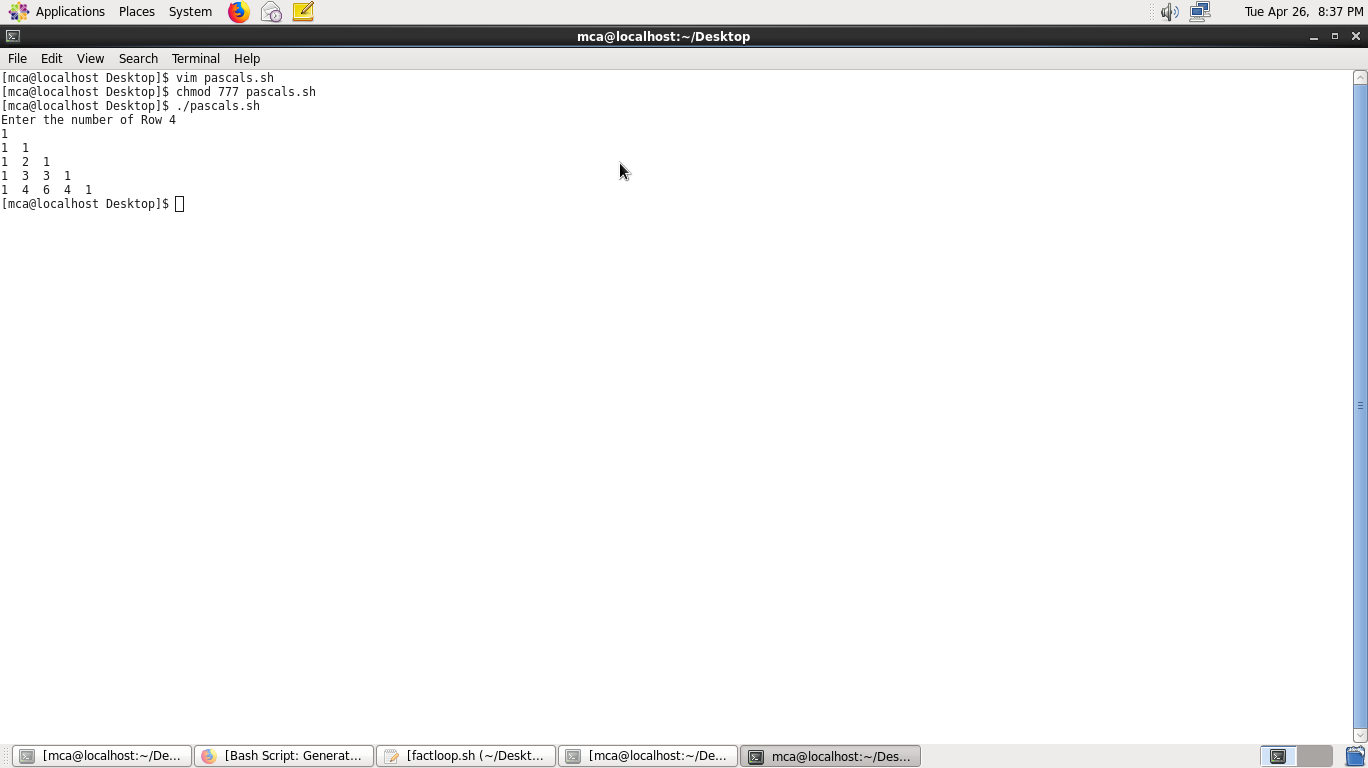 Applications Places System Tue Apr 26, 8:37 PM
mca@localhost:~/Desktop
File Edit View Search Terminal Help
[mca@localhost Desktop]$ vim pascals.sh
[mca@localhost Desktop]$ chmod 777 pascals.sh
[mca@localhost Desktop]$ ./pascals.sh
Enter the number of Row 4
1
1  1
1  2  1
1  3  3  1
1  4  6  4  1
[mca@localhost Desktop]$
[mca@localhost:~/De... [Bash Script: Generat... [factloop.sh (~/Deskt... [mca@localhost:~/De... mca@localhost:~/Des...